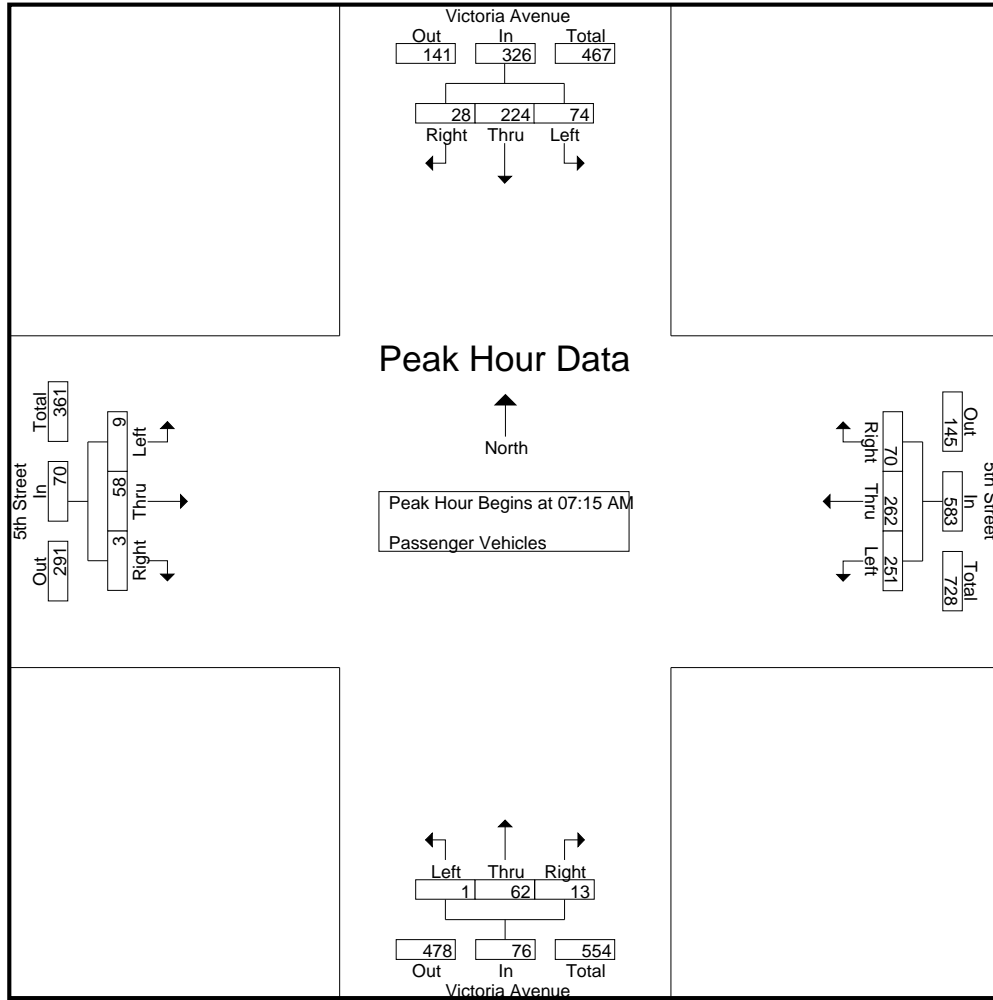 Victoria Avenue
Out In Total
141 326 467
28 224 74
Right Thru Left
Peak Hour Data
North
Peak Hour Begins at 07:15 AM
Passenger Vehicles
5th Street
Total In Out
361 70 291
9 58 3
Left Thru Right
Right Thru Left
70 262 251
Out In Total
145 583 728
5th Street
Left Thru Right
1 62 13
478 76 554
Out In Total
Victoria Avenue